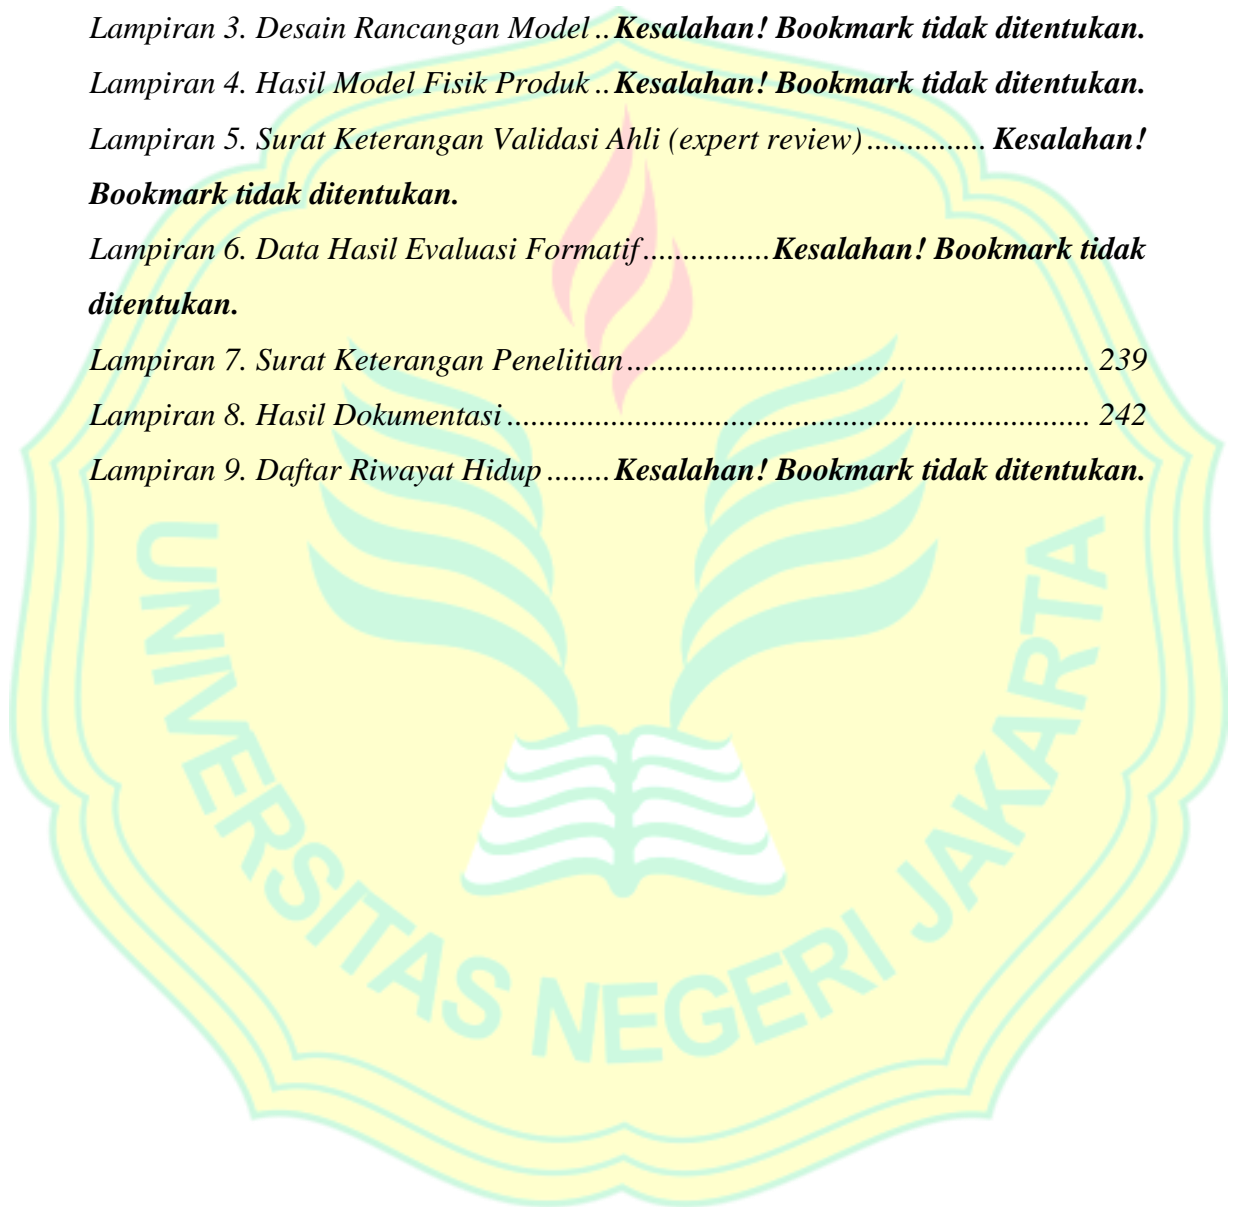 Lampiran 3. Desain Rancangan Model .. Kesalahan! Bookmark tidak ditentukan.
Lampiran 4. Hasil Model Fisik Produk .. Kesalahan! Bookmark tidak ditentukan.
Lampiran 5. Surat Keterangan Validasi Ahli (expert review) ............... Kesalahan!
Bookmark tidak ditentukan.
Lampiran 6. Data Hasil Evaluasi Formatif ................ Kesalahan! Bookmark tidak
ditentukan.
Lampiran 7. Surat Keterangan Penelitian .......................................................... 239
Lampiran 8. Hasil Dokumentasi ......................................................................... 242
Lampiran 9. Daftar Riwayat Hidup ........ Kesalahan! Bookmark tidak ditentukan.
UNIVERSITAS NEGERI JAKARTA